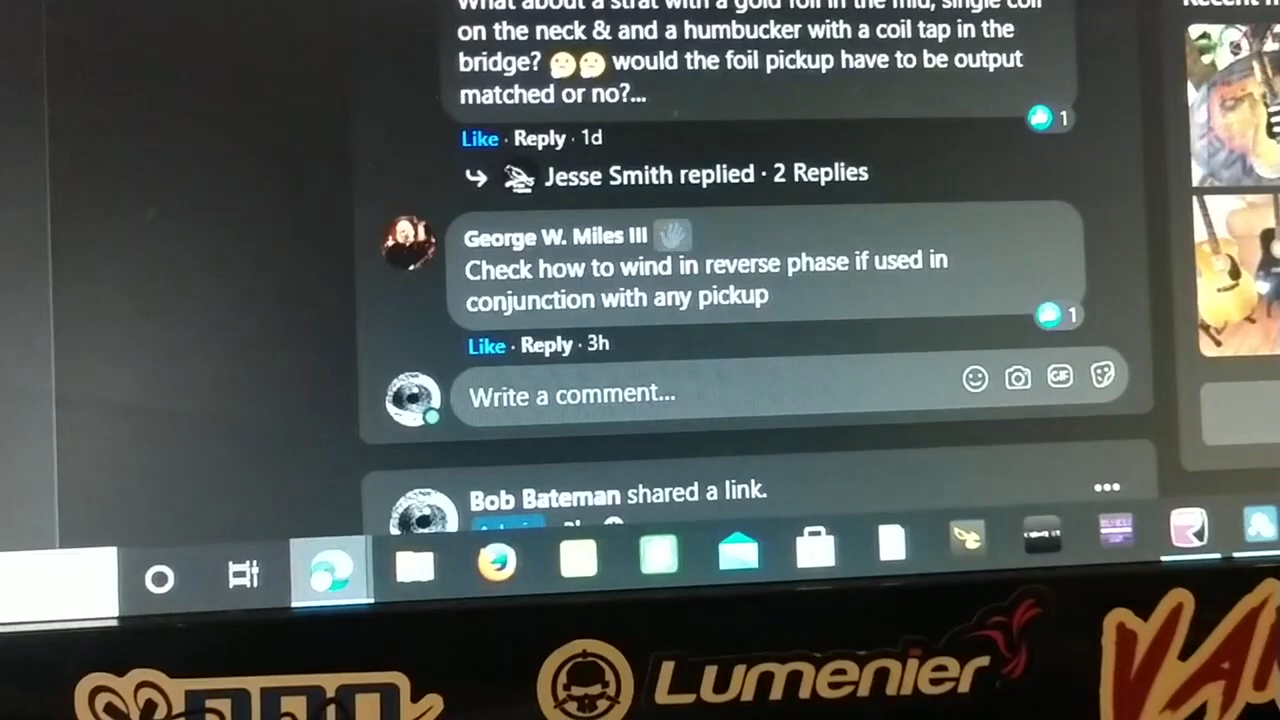 What about a strat with a gold foil in the mid, single coil
on the neck & and a humbucker with a coil tap in the
bridge? 🤔🤔 would the foil pickup have to be output
matched or no?...
1
Like · Reply · 1d
Jesse Smith replied · 2 Replies
George W. Miles III
Check how to wind in reverse phase if used in
conjunction with any pickup
1
Like · Reply · 3h
Write a comment...
GIF
Bob Bateman shared a link.
Lumenier